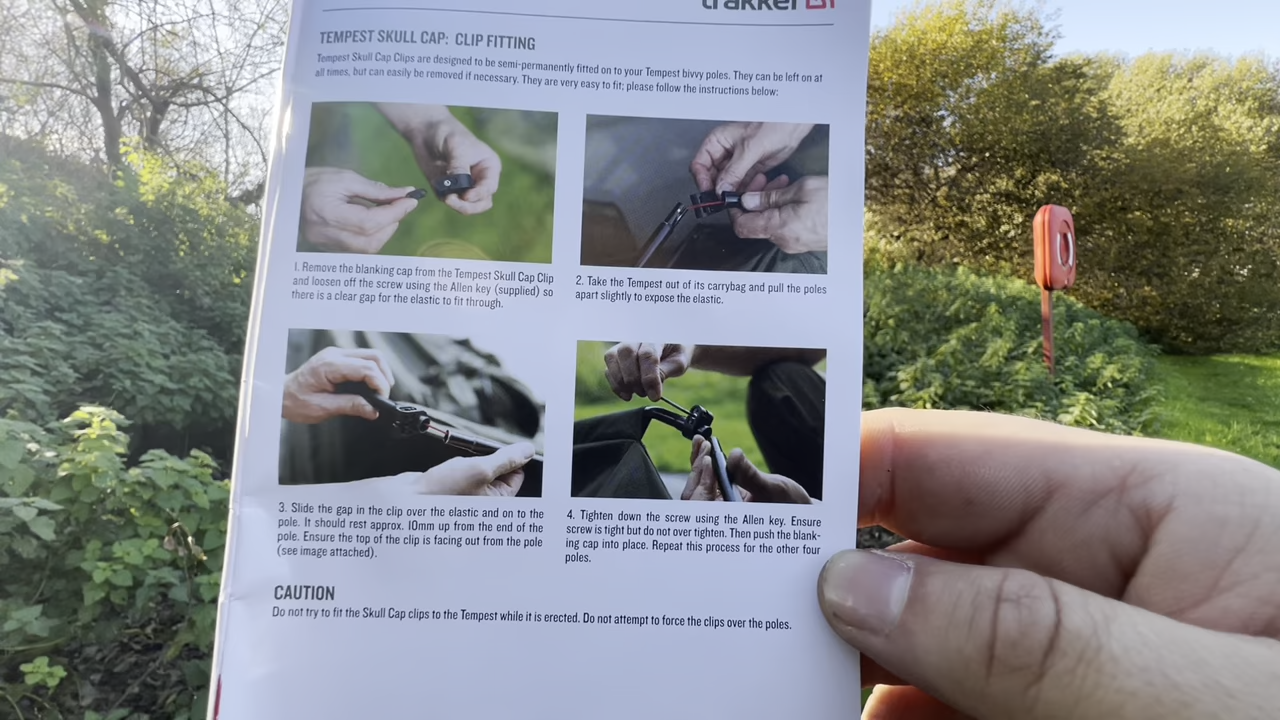 trakker
TEMPEST SKULL CAP: CLIP FITTING
Tempest Skull Cap Clips are designed to be semi-permanently fitted on to your Tempest bivvy poles. They can be left on at
all times, but can easily be removed if necessary. They are very easy to fit; please follow the instructions below:
1. Remove the blanking cap from the Tempest Skull Cap Clip
and loosen off the screw using the Allen key (supplied) so
there is a clear gap for the elastic to fit through.
2. Take the Tempest out of its carrybag and pull the poles
apart slightly to expose the elastic.
3. Slide the gap in the clip over the elastic and on to the
pole. It should rest approx. 10mm up from the end of the
pole. Ensure the top of the clip is facing out from the pole
(see image attached).
4. Tighten down the screw using the Allen key. Ensure
screw is tight but do not over tighten. Then push the blank-
ing cap into place. Repeat this process for the other four
poles.
CAUTION
Do not try to fit the Skull Cap clips to the Tempest while it is erected. Do not attempt to force the clips over the poles.